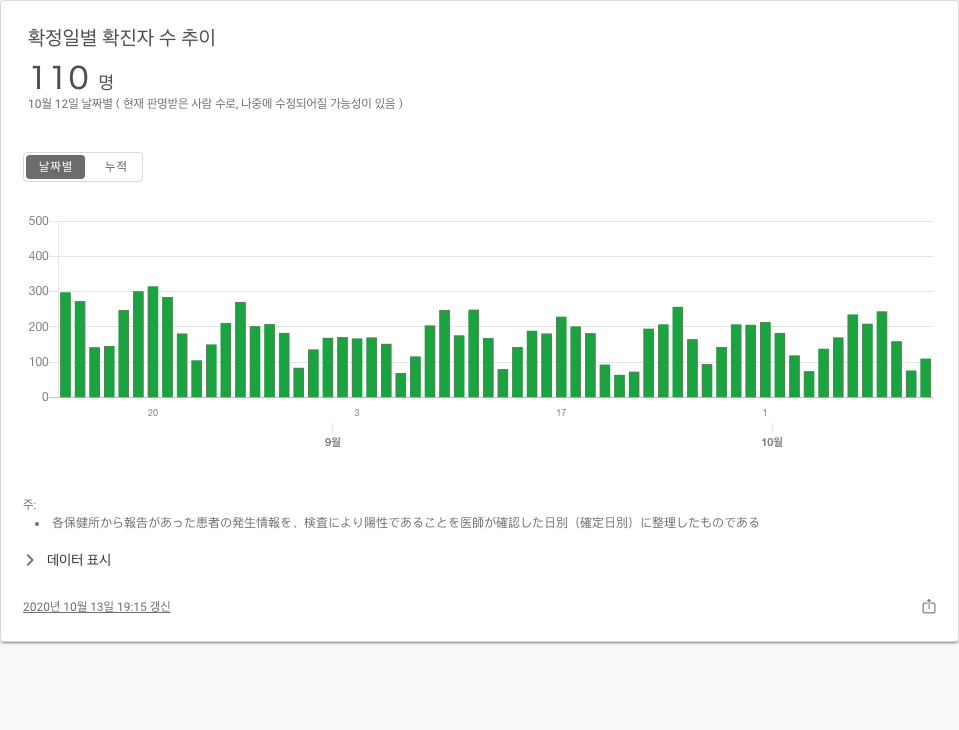 확정일별 확진자 수 추이
110 명
10월 12일 날짜별 ( 현재 판명받은 사람 수로, 나중에 수정되어질 가능성이 있음 )
날짜별 누적
500
400
300
200
100
0
20 3 17 1
9월 10월
주:
• 各保健所から報告があった患者の発生情報を、検査により陽性であることを医師が確認した日別（確定日別）に整理したものである
데이터 표시
2020년 10월 13일 19:15 갱신